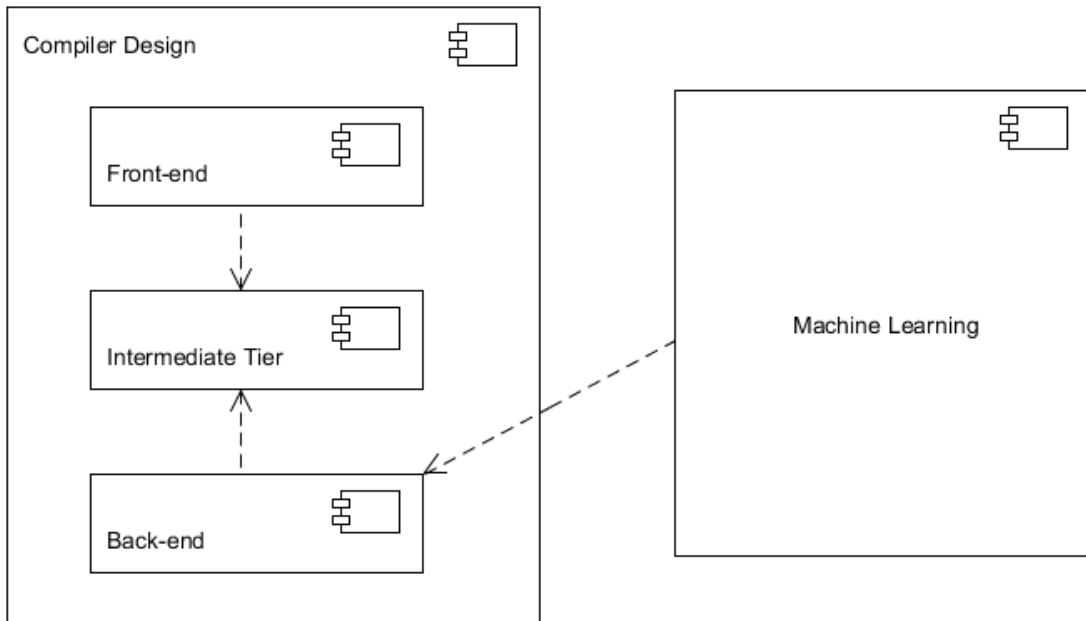 Compiler Design
Front-end
Intermediate Tier
Back-end
Machine Learning